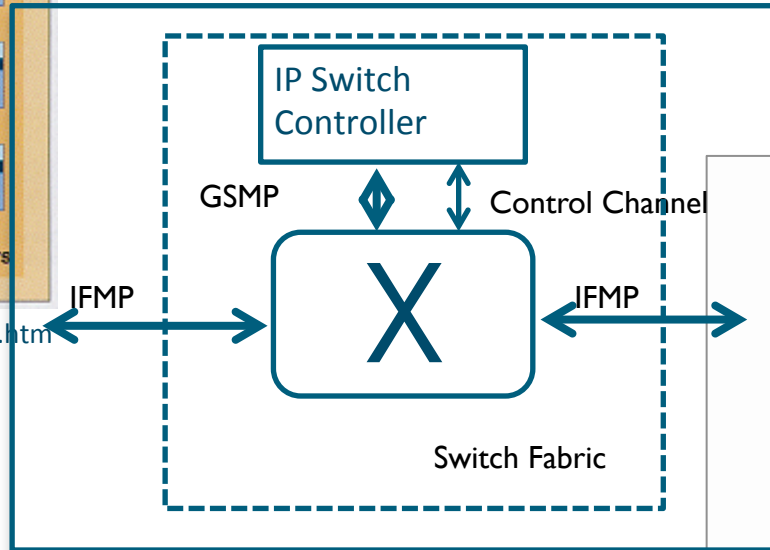 IP Switch
Controller
GSMP
Control Channel
IFMP
IFMP
.htm
X
Switch Fabric